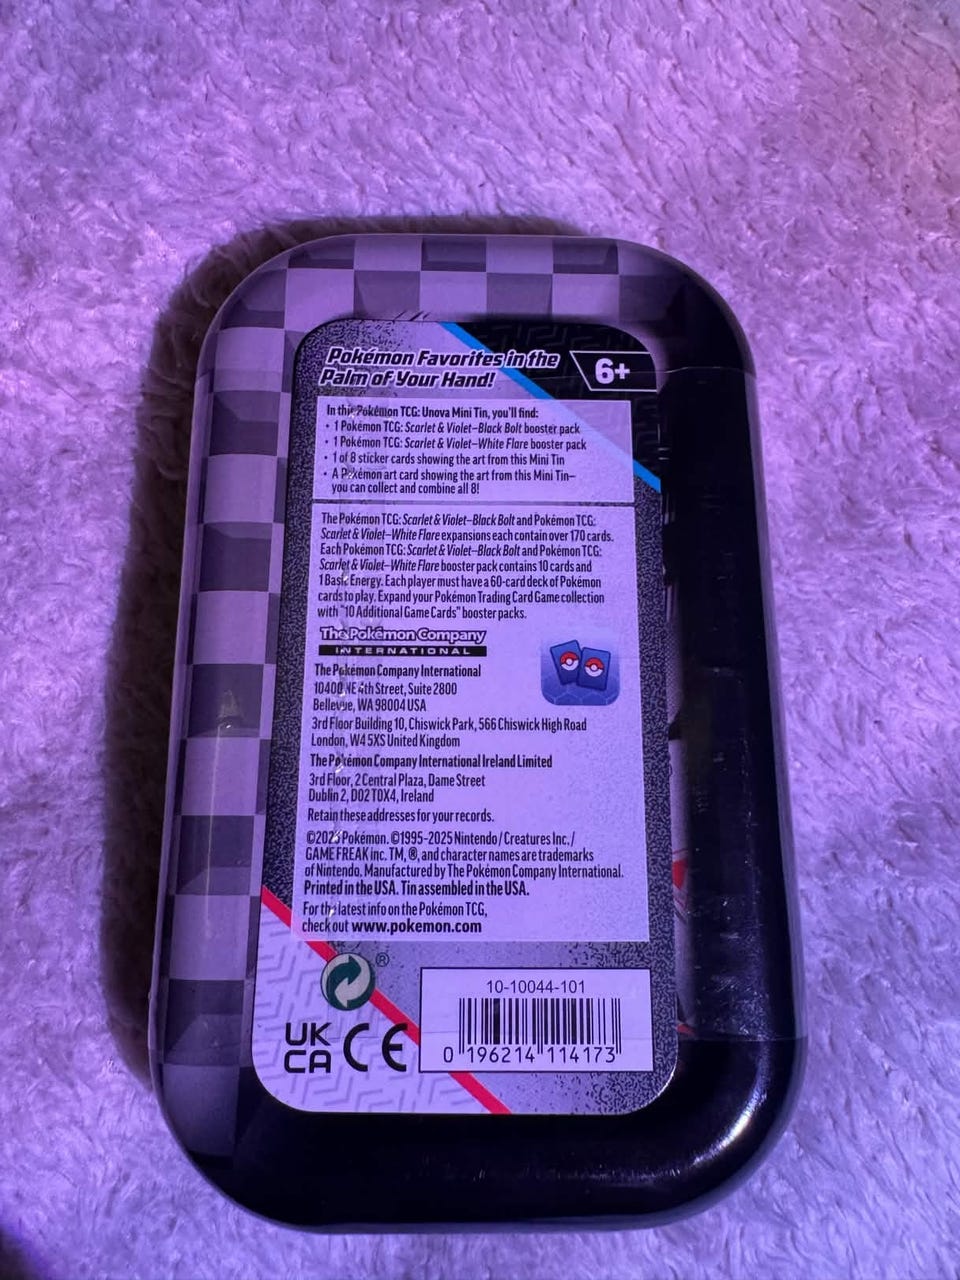 Pokémon Favorites in the
Palm of Your Hand!
6+
In this Pokémon TCG: Unova Mini Tin, you'll find:
• 1 Pokémon TCG: Scarlet & Violet–Black Bolt booster pack
• 1 Pokémon TCG: Scarlet & Violet–White Flare booster pack
• 1 of 8 sticker cards showing the art from this Mini Tin
• A Pokémon art card showing the art from this Mini Tin–
you can collect and combine all 8!
The Pokémon TCG: Scarlet & Violet–Black Bolt and Pokémon TCG:
Scarlet & Violet–White Flare expansions each contain over 170 cards.
Each Pokémon TCG: Scarlet & Violet–Black Bolt and Pokémon TCG:
Scarlet & Violet–White Flare booster pack contains 10 cards and
1 Basic Energy. Each player must have a 60-card deck of Pokémon
cards to play. Expand your Pokémon Trading Card Game collection
with "10 Additional Game Cards" booster packs.
The Pokémon Company
INTERNATIONAL
The Pokémon Company International
10400 NE 4th Street, Suite 2800
Bellevue, WA 98004 USA
3rd Floor Building 10, Chiswick Park, 566 Chiswick High Road
London, W4 5XS United Kingdom
The Pokémon Company International Ireland Limited
3rd Floor, 2 Central Plaza, Dame Street
Dublin 2, D02 T0X4, Ireland
Retain these addresses for your records.
©2025 Pokémon. ©1995-2025 Nintendo / Creatures Inc. /
GAME FREAK inc. TM, ®, and character names are trademarks
of Nintendo. Manufactured by The Pokémon Company International.
Printed in the USA. Tin assembled in the USA.
For the latest info on the Pokémon TCG,
check out www.pokemon.com
®
UK
CA CE
10-10044-101
0 196214 114173